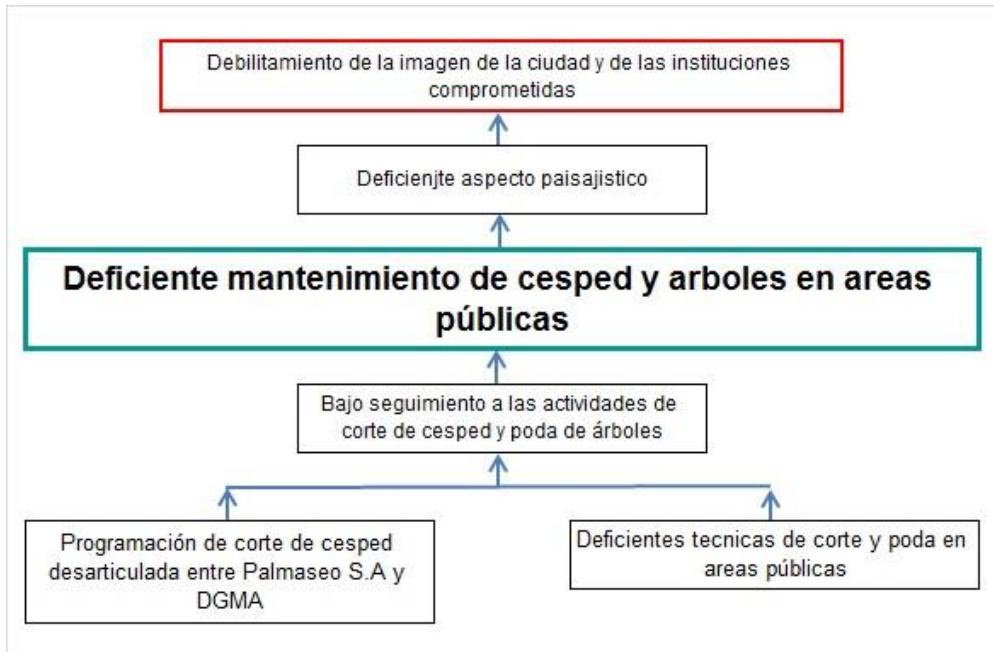 Debilitamiento de la imagen de la ciudad y de las instituciones
comprometidas
Deficienjte aspecto paisajistico
Deficiente mantenimiento de cesped y arboles en areas
públicas
Bajo seguimiento a las actividades de
corte de cesped y poda de árboles
Programación de corte de cesped
desarticulada entre Palmaseo S.A y
DGMA
Deficientes tecnicas de corte y poda en
areas públicas